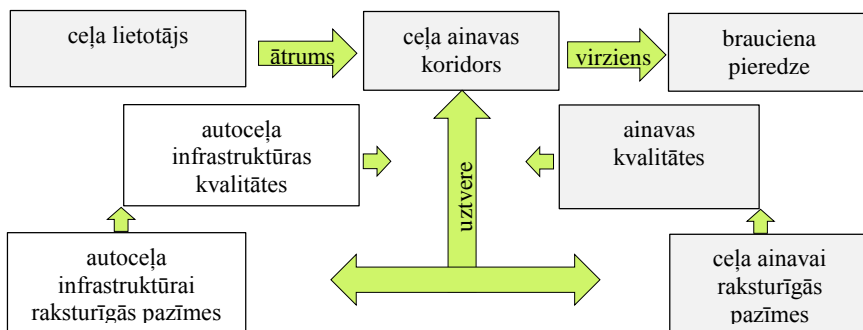 ceļa lietotājs
ātrums
ceļa ainavas
koridors
virziens
brauciena
pieredze
autoceļa
infrastruktūras
kvalitātes
uztvere
ainavas
kvalitātes
autoceļa
infrastruktūrai
raksturīgās pazīmes
ceļa ainavai
raksturīgās
pazīmes